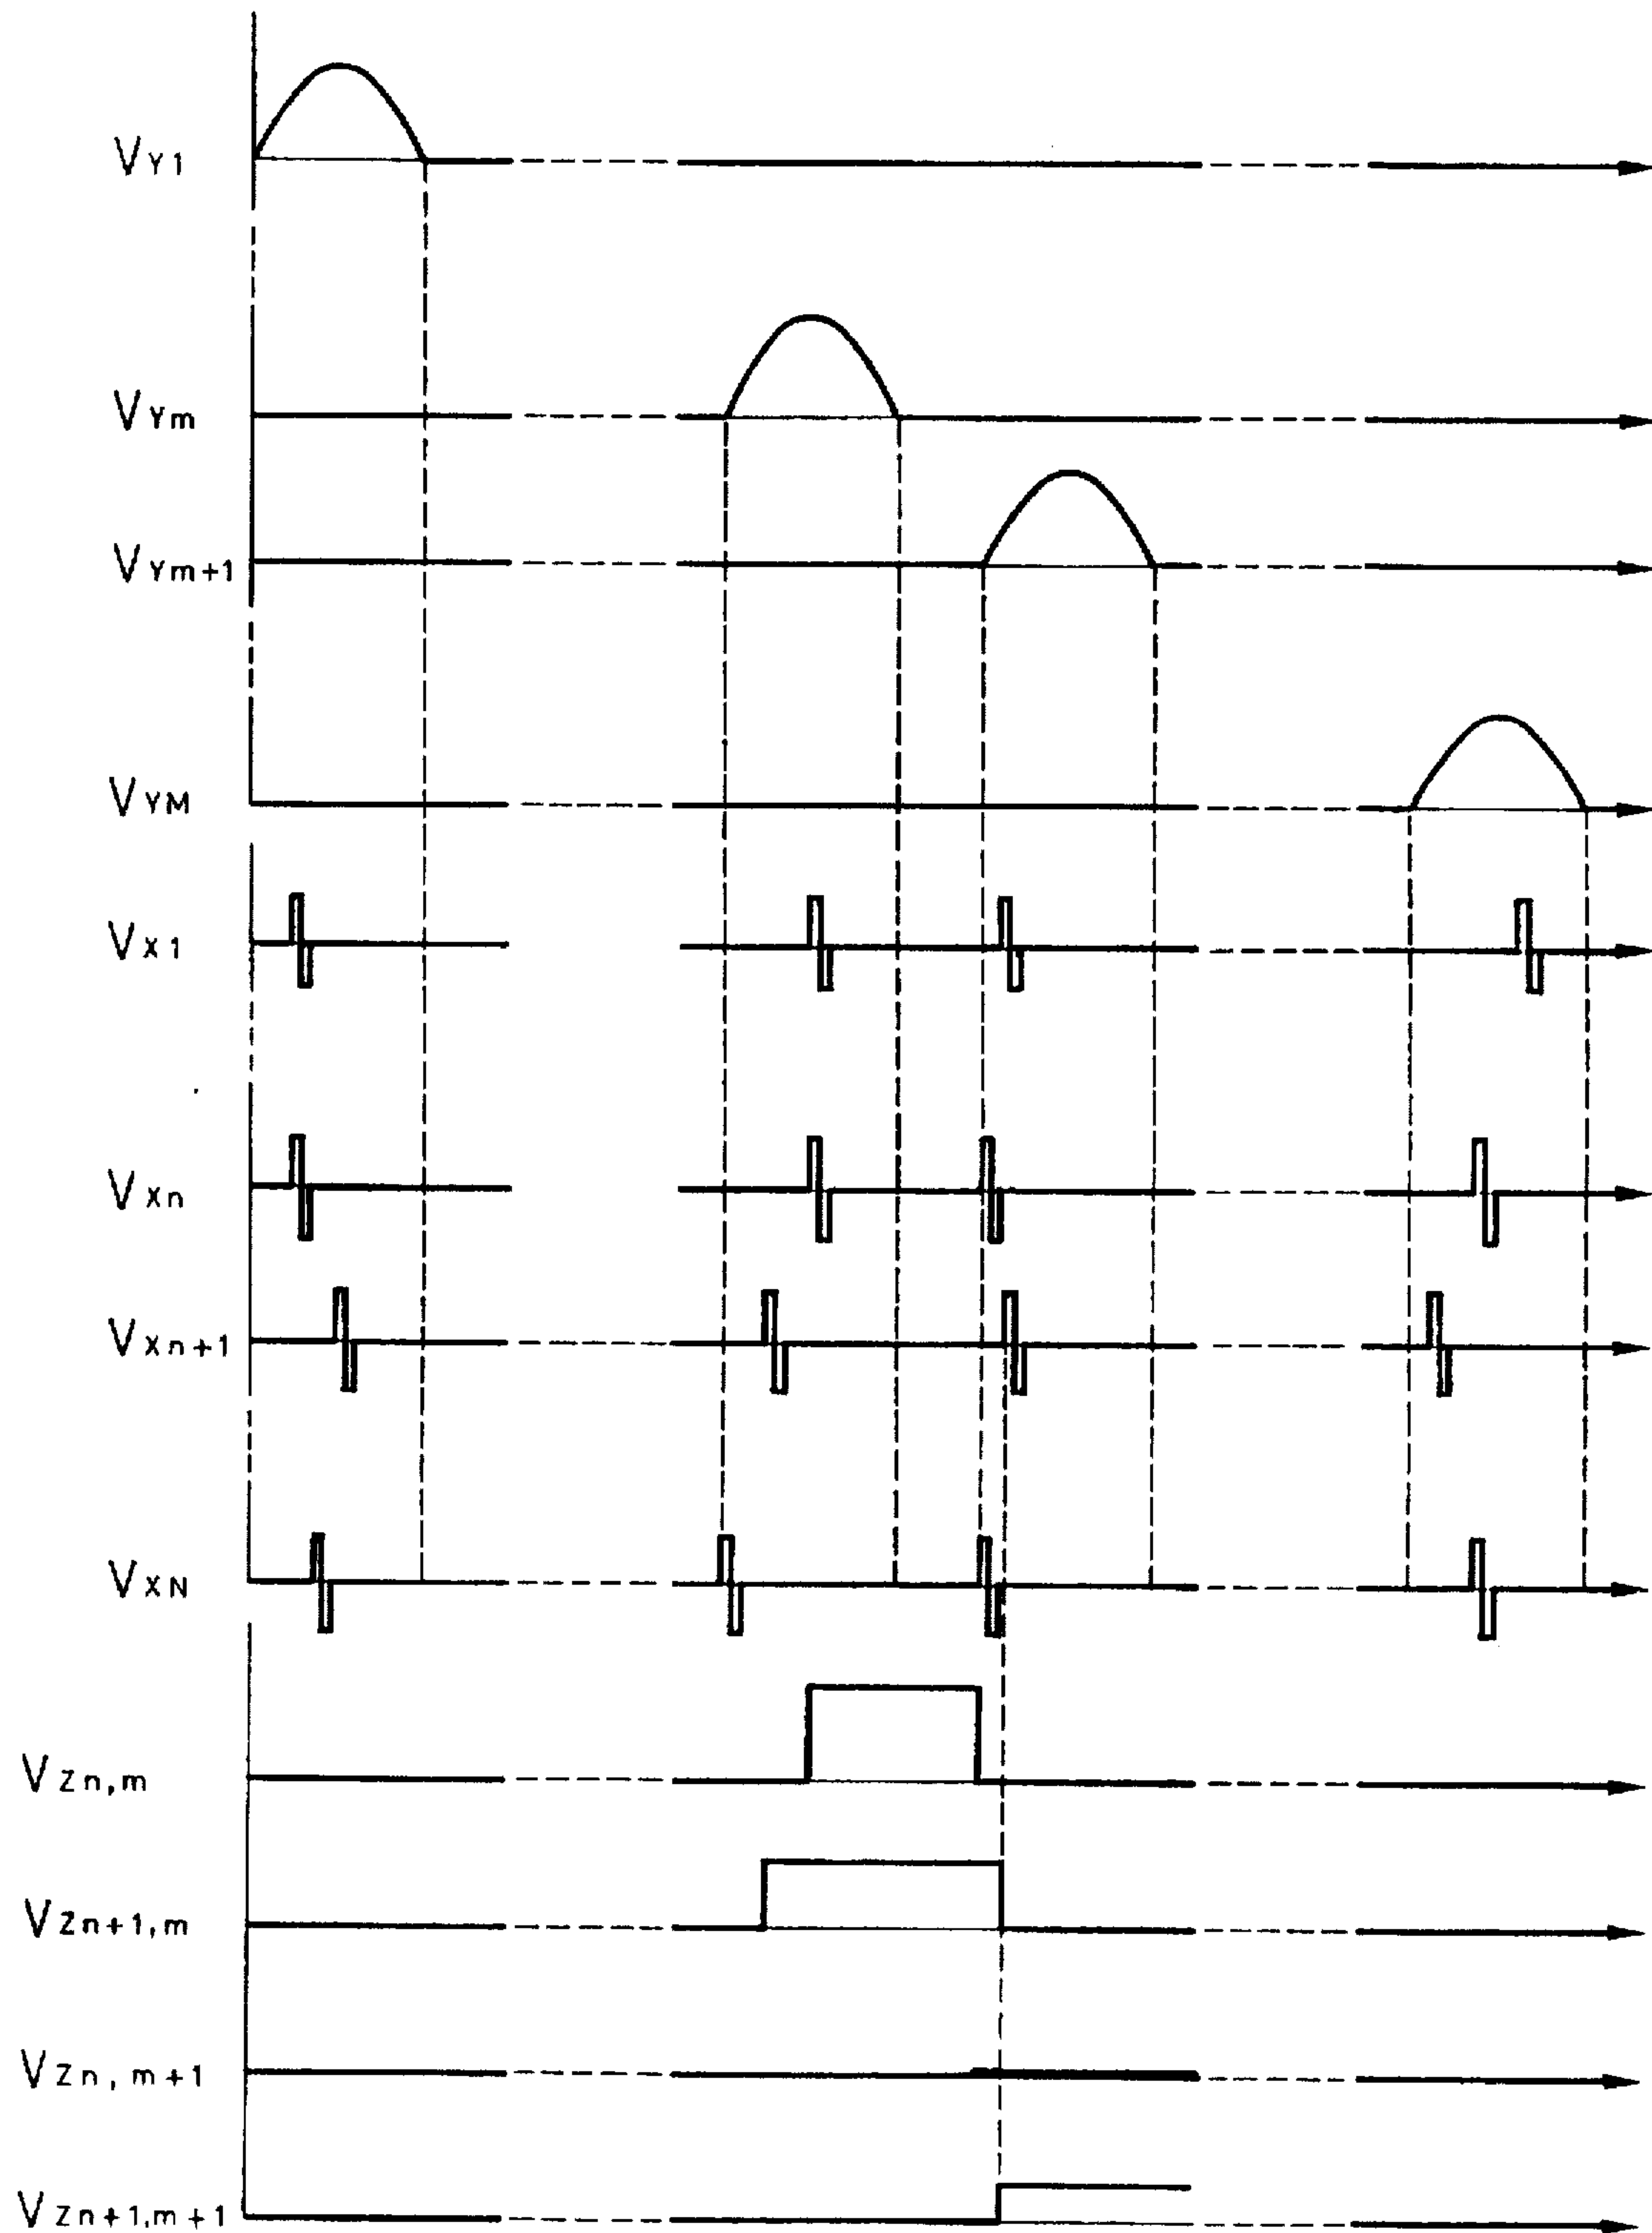 VY1
VYm
VYm+1
VYM
VX1
VXn
VXn+1
VXN
VZn,m
VZn+1,m
VZn, m+1
VZn+1,m+1